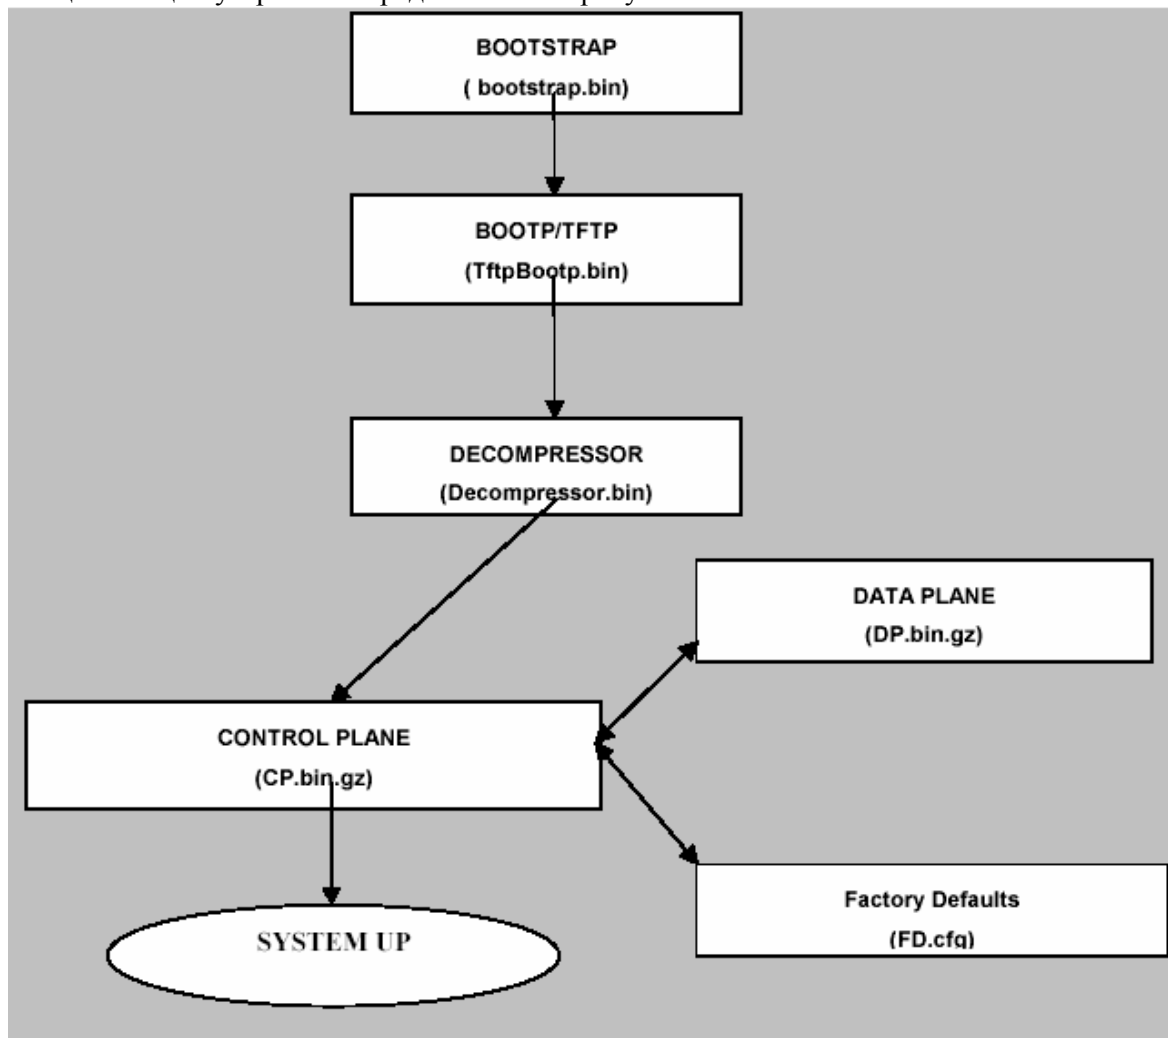 BOOTSTRAP
( bootstrap.bin)
BOOTP/TFTP
(TftpBootp.bin)
DECOMPRESSOR
(Decompressor.bin)
DATA PLANE
(DP.bin.gz)
CONTROL PLANE
(CP.bin.gz)
Factory Defaults
(FD.cfg)
SYSTEM UP